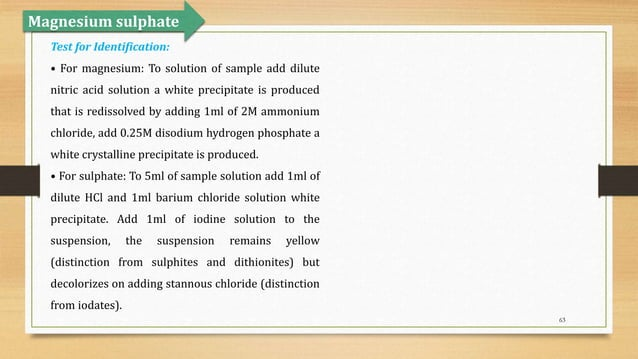 Magnesium sulphate
Test for Identification:
• For magnesium: To solution of sample add dilute
nitric acid solution a white precipitate is produced
that is redissolved by adding 1ml of 2M ammonium
chloride, add 0.25M disodium hydrogen phosphate a
white crystalline precipitate is produced.
• For sulphate: To 5ml of sample solution add 1ml of
dilute HCl and 1ml barium chloride solution white
precipitate. Add 1ml of iodine solution to the
suspension, the suspension remains yellow
(distinction from sulphites and dithionites) but
decolorizes on adding stannous chloride (distinction
from iodates).
63